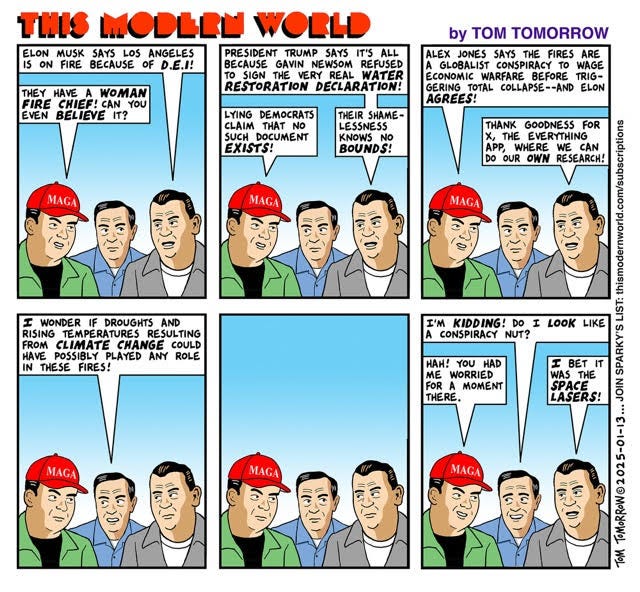 THIS MODERN WORLD
by TOM TOMORROW
ELON MUSK SAYS LOS ANGELES
IS ON FIRE BECAUSE OF D.E.I!
THEY HAVE A WOMAN
FIRE CHIEF! CAN YOU
EVEN BELIEVE IT?
MAGA
PRESIDENT TRUMP SAYS IT'S ALL
BECAUSE GAVIN NEWSOM REFUSED
TO SIGN THE VERY REAL WATER
RESTORATION DECLARATION!
LYING DEMOCRATS
CLAIM THAT NO
SUCH DOCUMENT
EXISTS!
THEIR SHAME-
LESSNESS
KNOWS NO
BOUNDS!
MAGA
ALEX JONES SAYS THE FIRES ARE
A GLOBALIST CONSPIRACY TO WAGE
ECONOMIC WARFARE BEFORE TRIG-
GERING TOTAL COLLAPSE--AND ELON
AGREES!
THANK GOODNESS FOR
X, THE EVERYTHING
APP, WHERE WE CAN
DO OUR OWN RESEARCH!
MAGA
I WONDER IF DROUGHTS AND
RISING TEMPERATURES RESULTING
FROM CLIMATE CHANGE COULD
HAVE POSSIBLY PLAYED ANY ROLE
IN THESE FIRES!
MAGA
MAGA
I'M KIDDING! DO I LOOK LIKE
A CONSPIRACY NUT?
HAH! YOU HAD
ME WORRIED
FOR A MOMENT
THERE.
I BET IT
WAS THE
SPACE
LASERS!
MAGA
TOM TOMORROW©2025-01-13... JOIN SPARKY'S LIST: thismodernworld.com/subscriptions